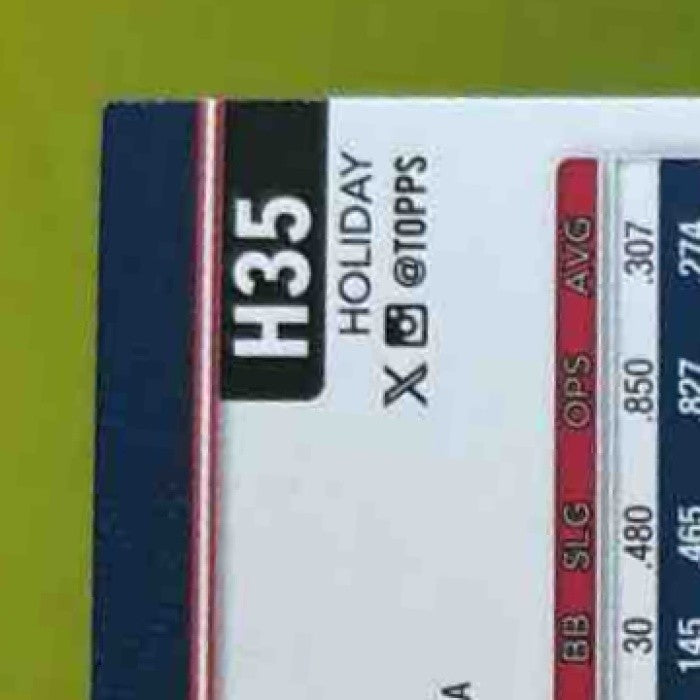 H35
HOLIDAY
X @TOPPS
BB SLG OPS AVG
30 .480 .850 .307
145 .465 .827 .274
A